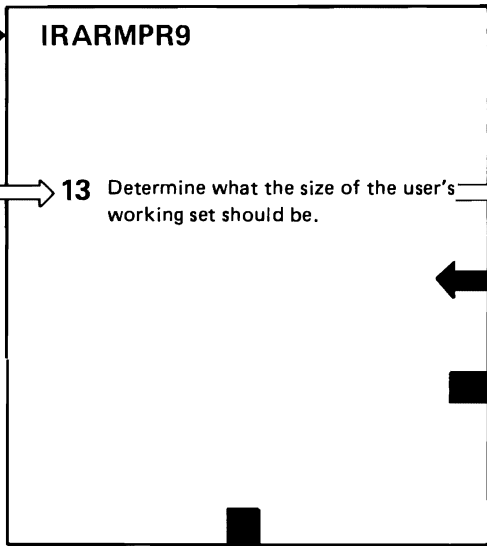 IRARMPR9
13 Determine what the size of the user's
working set should be.